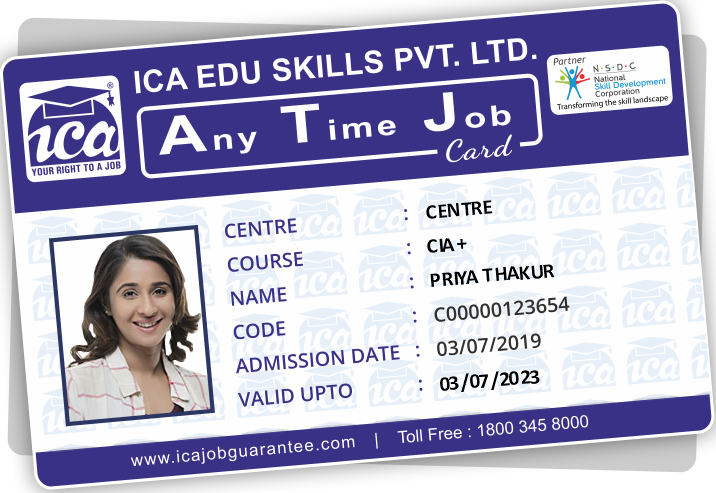 ICA EDU SKILLS PVT. LTD.
ica ®
YOUR RIGHT TO A JOB
Any Time Job
Card
Partner
N·S·D·C
National
Skill Development
Corporation
Transforming the skill landscape
CENTRE : CENTRE
COURSE : CIA+
NAME : PRIYA THAKUR
CODE : C00000123654
ADMISSION DATE : 03/07/2019
VALID UPTO : 03/07/2023
www.icajobguarantee.com | Toll Free : 1800 345 8000